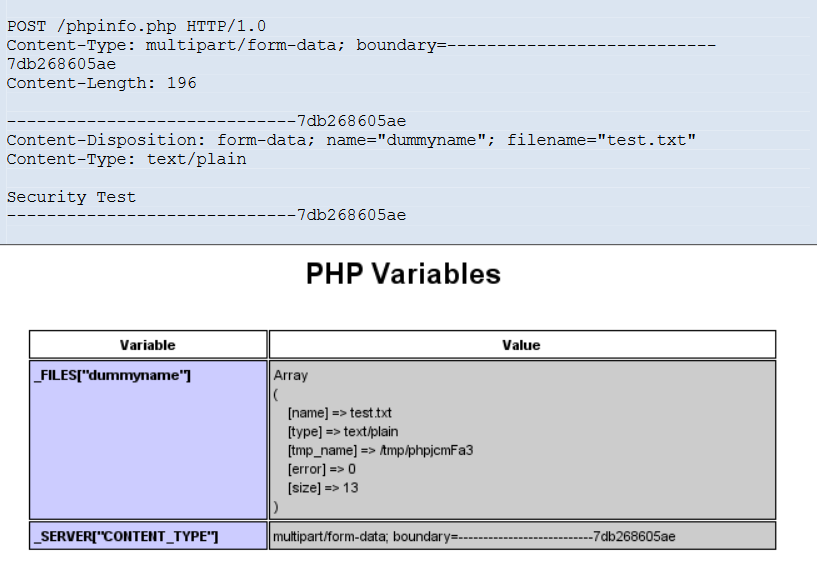 POST /phpinfo.php HTTP/1.0
Content-Type: multipart/form-data; boundary=---------------------------
7db268605ae
Content-Length: 196
-----------------------------7db268605ae
Content-Disposition: form-data; name="dummyname"; filename="test.txt"
Content-Type: text/plain
Security Test
-----------------------------7db268605ae
PHP Variables
Variable Value
_FILES["dummyname"] Array
(
[name] => test.txt
[type] => text/plain
[tmp_name] => /tmp/phpjcmFa3
[error] => 0
[size] => 13
)
_SERVER["CONTENT_TYPE"] multipart/form-data; boundary=---------------------------7db268605ae